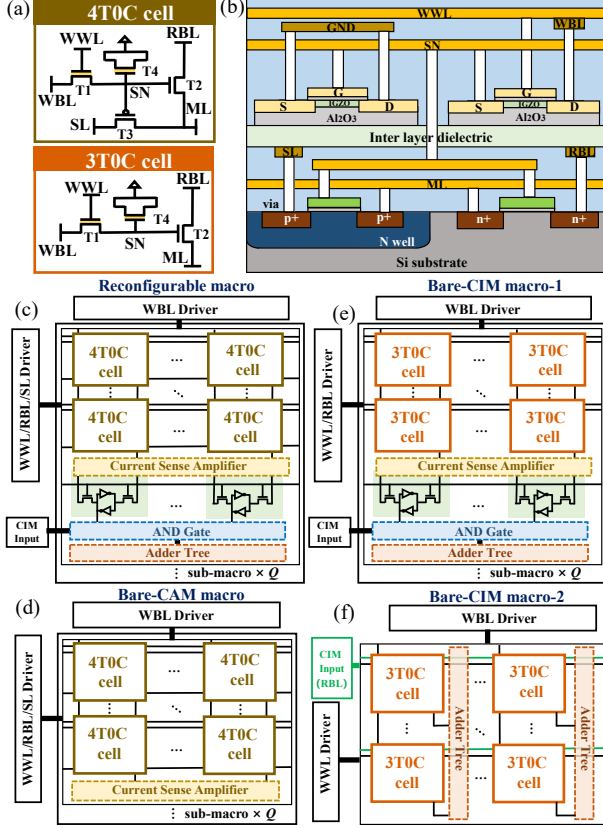 (a)
4T0C cell
WWL
RBL
T1
T4
T2
SN
WBL
ML
SL
T3
3T0C cell
RBL
WWL
T4
T1
T2
SN
WBL
ML
(b)
WWL
GND
WBL
SN
G
G
S
IGZO
D
S
IGZO
D
Al2O3
Al2O3
Inter layer dielectric
SL
RBL
ML
via
p+
p+
n+
n+
N well
Si substrate
(c)
Reconfigurable macro
WBL Driver
WWL/RBL/SL Driver
4T0C
cell
...
4T0C
cell
4T0C
cell
...
4T0C
cell
Current Sense Amplifier
...
CIM
Input
AND Gate
Adder Tree
sub-macro × Q
(e)
Bare-CIM macro-1
WBL Driver
WWL/RBL Driver
3T0C
cell
...
3T0C
cell
3T0C
cell
...
3T0C
cell
Current Sense Amplifier
...
CIM
Input
AND Gate
Adder Tree
sub-macro × Q
(d)
Bare-CAM macro
WBL Driver
WWL/RBL/SL Driver
4T0C
cell
...
4T0C
cell
4T0C
cell
...
4T0C
cell
Current Sense Amplifier
sub-macro × Q
(f)
Bare-CIM macro-2
WBL Driver
CIM
Input
(RBL)
WWL Driver
3T0C
cell
Adder Tree
...
3T0C
cell
Adder Tree
3T0C
cell
...
3T0C
cell